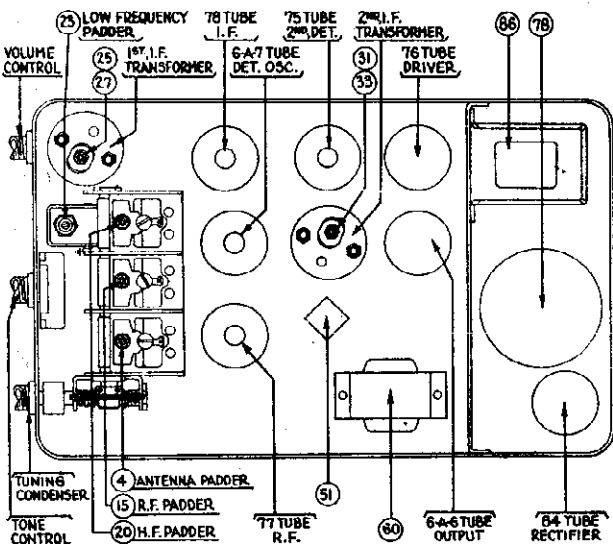 23 LOW FREQUENCY
PADDER
78 TUBE
I.F.
75 TUBE
2ND. DET.
2ND. I.F.
TRANSFORMER
86
78
VOLUME
CONTROL
25
27
1ST. I.F.
TRANSFORMER
6-A-7 TUBE
DET. OSC.
31
33
76 TUBE
DRIVER
TUNING
CONDENSER
TONE
CONTROL
4 ANTENNA PADDER
15 R.F. PADDER
20 H.F. PADDER
77 TUBE
R.F.
51
60
6-A-6 TUBE
OUTPUT
84 TUBE
RECTIFIER